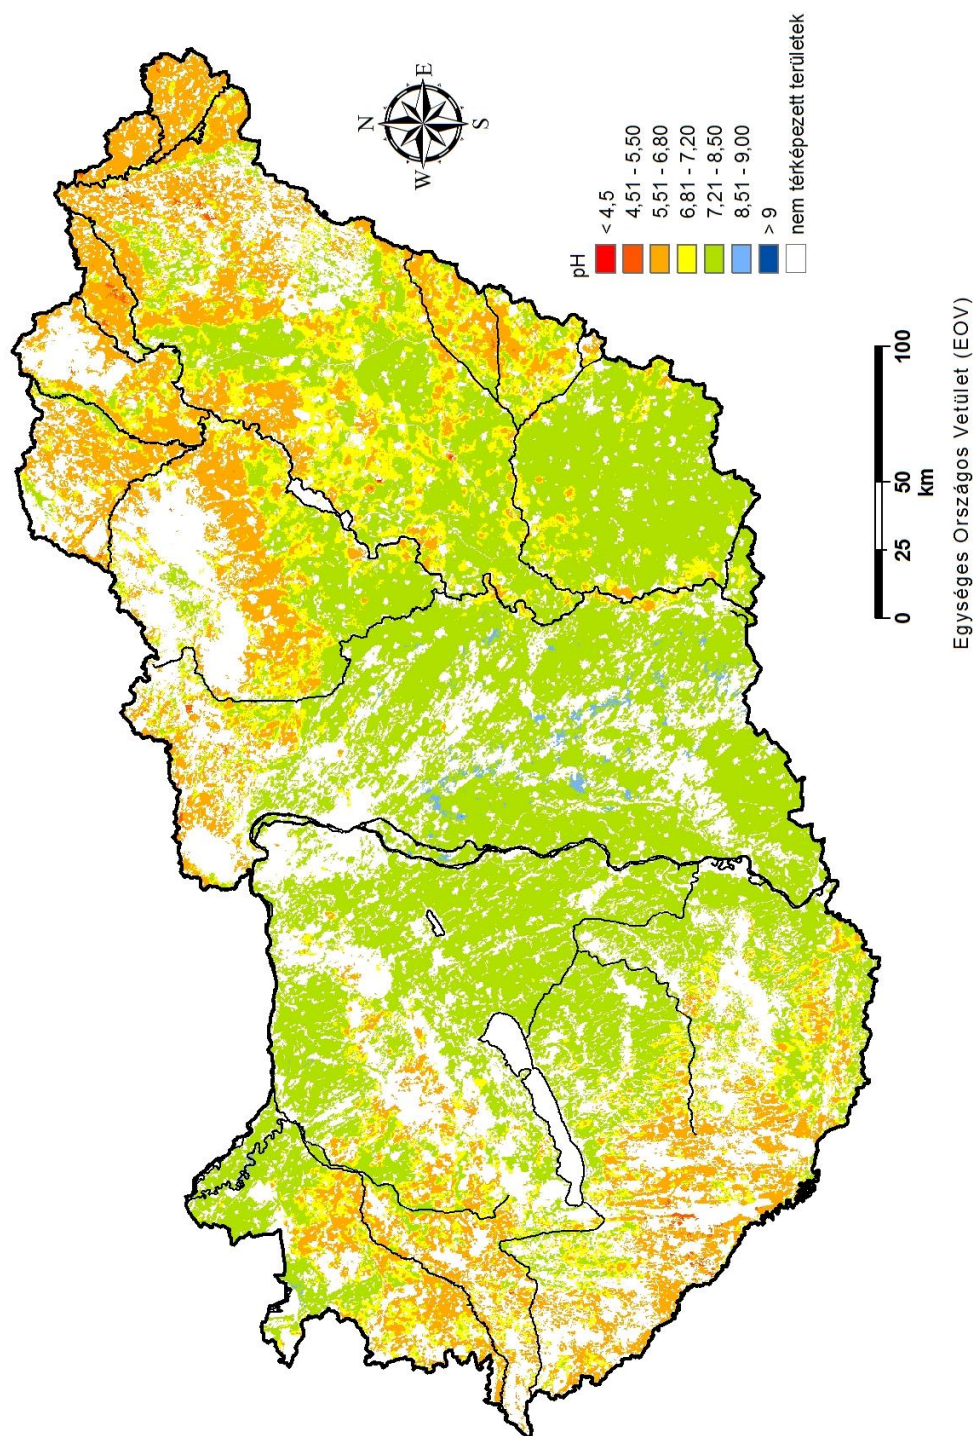 N
E
W
S
pH
< 4,5
4,51 - 5,50
5,51 - 6,80
6,81 - 7,20
7,21 - 8,50
8,51 - 9,00
> 9
nem térképezett területek
0 25 50 100
km
Egységes Országos Vetület (EOV)